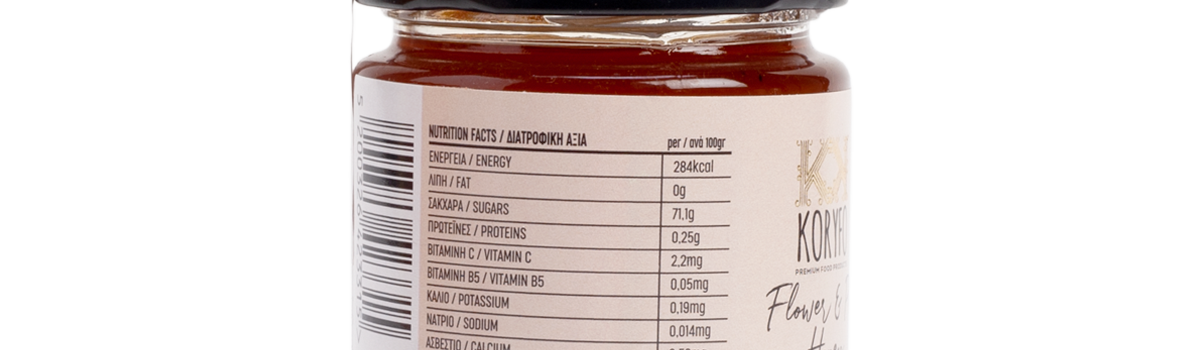 NUTRITION FACTS / ΔΙΑΤΡΟΦΙΚΗ ΑΞΙΑ per / ανά 100gr
ΕΝΕΡΓΕΙΑ / ENERGY 284kcal
ΛΙΠΗ / FAT 0g
ΣΑΚΧΑΡΑ / SUGARS 71,1g
ΠΡΩΤΕΪΝΕΣ / PROTEINS 0,25g
ΒΙΤΑΜΙΝΗ C / VITAMIN C 2,2mg
ΒΙΤΑΜΙΝΗ B5 / VITAMIN B5 0,05mg
ΚΑΛΙΟ / POTASSIUM 0,19mg
ΝΑΤΡΙΟ / SODIUM 0,014mg
ΑΣΒΕΣΤΙΟ / CALCIUM
KORYFO
PREMIUM FOOD
Flower &